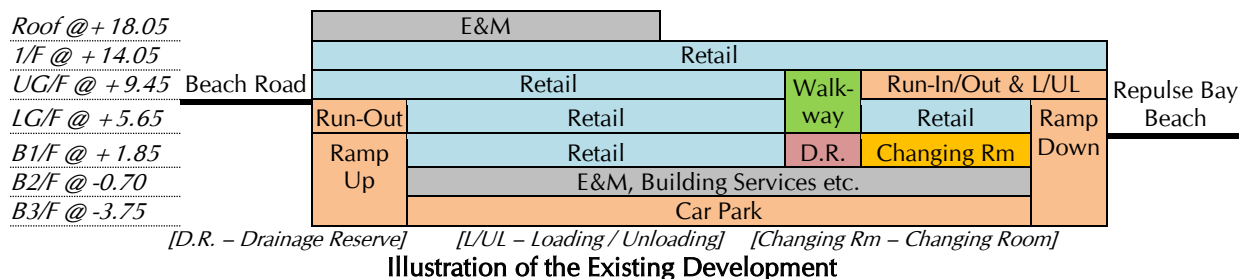 Roof @+ 18.05 E&M
1/F @ + 14.05 Retail
UG/F @ +9.45 Beach Road Retail Walk- Run-In/Out & L/UL Repulse Bay
LG/F @ +5.65 Run-Out Retail way Retail Ramp Beach
B1/F @ +1.85 Ramp Retail D.R. Changing Rm Down
B2/F @ -0.70 Up E&M, Building Services etc.
B3/F @ -3.75 Car Park
[D.R. – Drainage Reserve] [L/UL – Loading / Unloading] [Changing Rm – Changing Room]
Illustration of the Existing Development